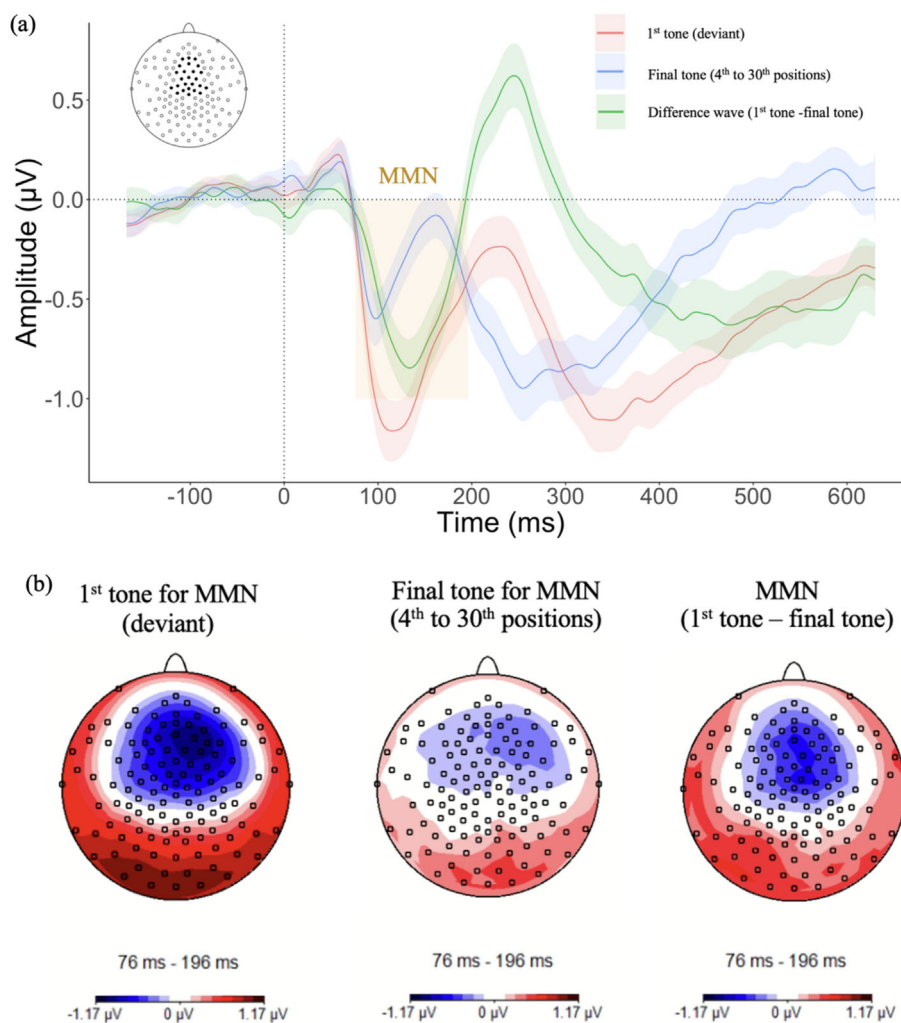 (a)
1st tone (deviant)
Final tone (4th to 30th positions)
Difference wave (1st tone -final tone)
MMN
Amplitude (µV)
0.5
0.0
-0.5
-1.0
-100 0 100 200 300 400 500 600
Time (ms)
(b)
1st tone for MMN
(deviant)
Final tone for MMN
(4th to 30th positions)
MMN
(1st tone – final tone)
76 ms - 196 ms
76 ms - 196 ms
76 ms - 196 ms
-1.17 µV 0 µV 1.17 µV
-1.17 µV 0 µV 1.17 µV
-1.17 µV 0 µV 1.17 µV